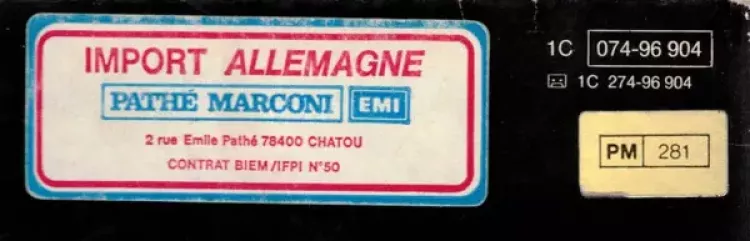 IMPORT ALLEMAGNE
PATHÉ MARCONI EMI
2 rue Emile Pathé 78400 CHATOU
CONTRAT BIEM/IFPI N°50
1C 074-96 904
1C 274-96 904
PM 281